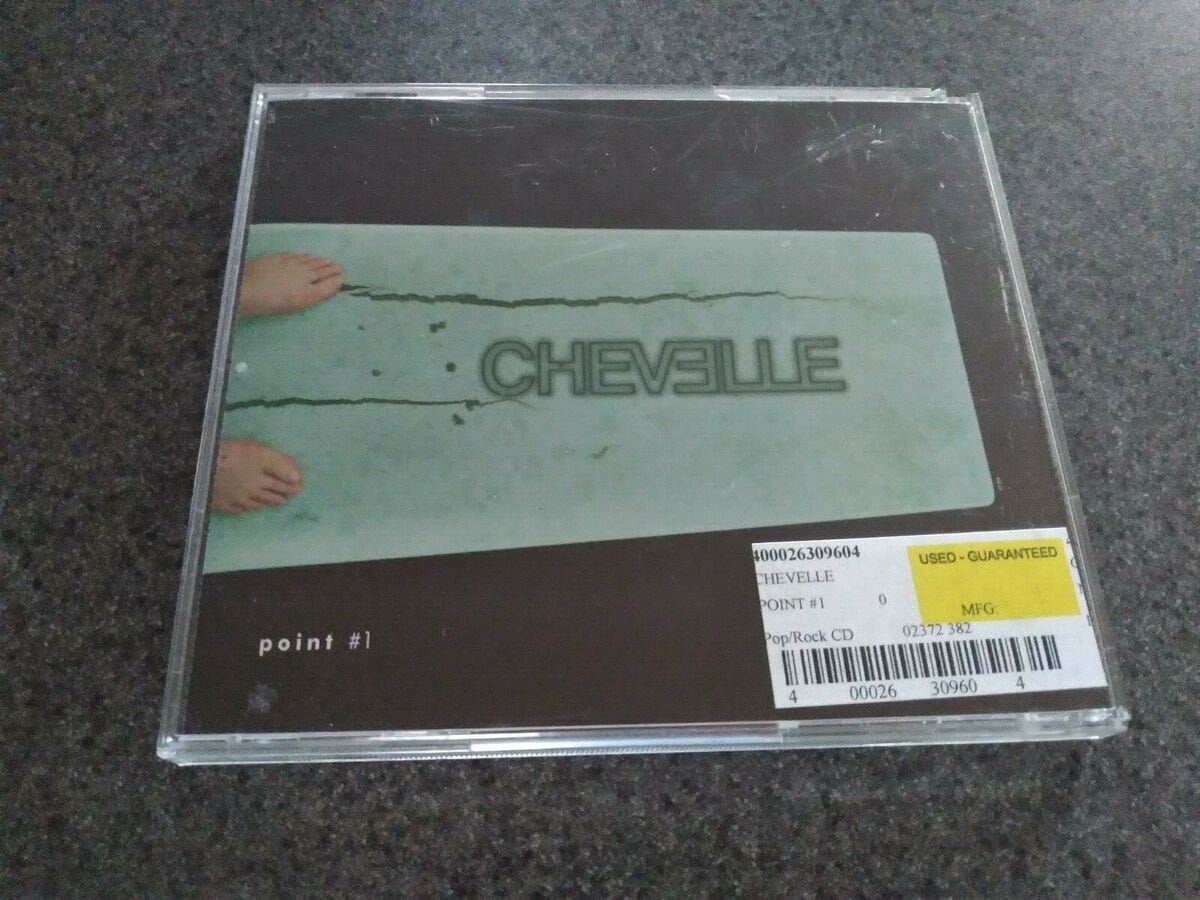 CHEVELLE
point #1
400026309604
USED - GUARANTEED
CHEVELLE
POINT #1 0
MFG:
Pop/Rock CD 02372 382
4 00026 30960 4